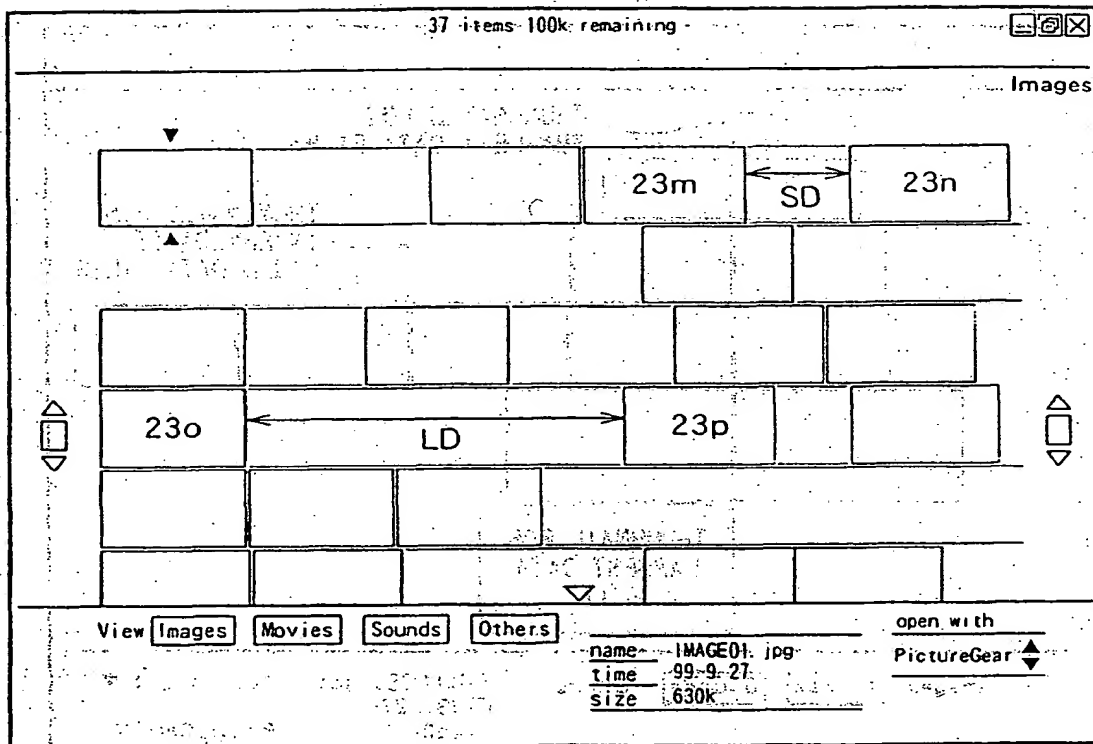 37 items 100k remaining
Images
23m SD 23n
23o LD 23p
View Images Movies Sounds Others
open with
name IMAGE01.jpg
PictureGear
time 99.9.27
size 630k